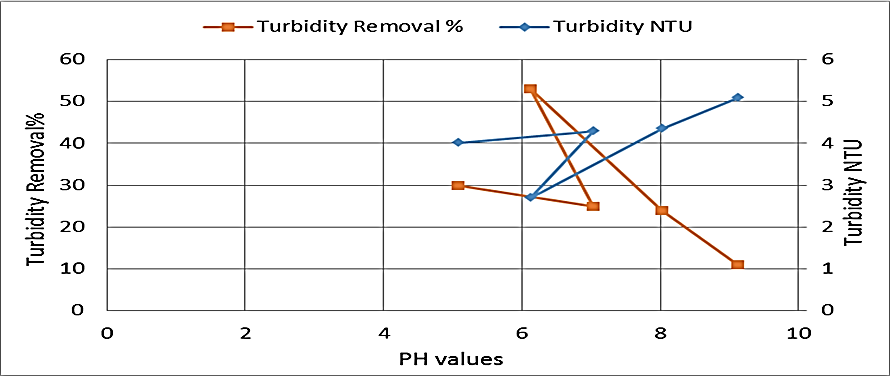 Turbidity Removal % Turbidity NTU
60 6
50 5
40 4
30 3
20 2
10 1
0 0
0 2 4 6 8 10
PH values
Turbidity Removal%
Turbidity NTU